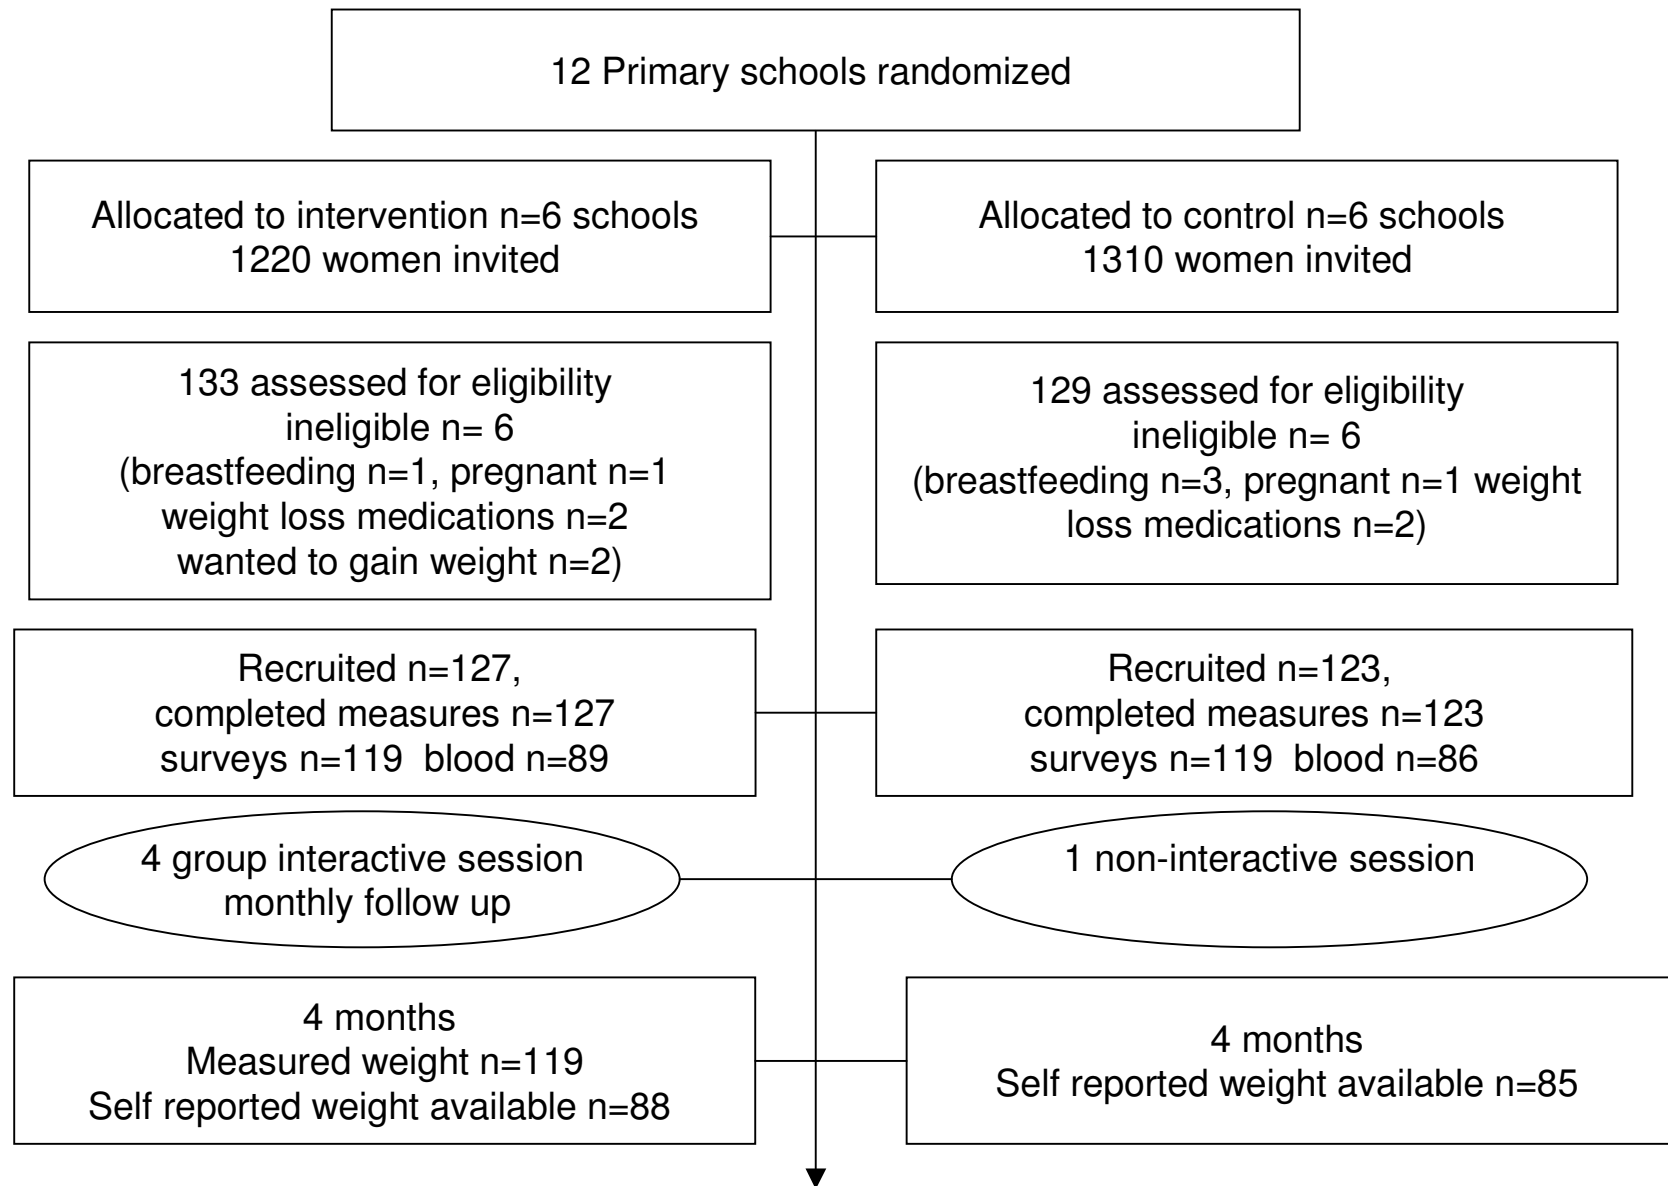 12 Primary schools randomized
Allocated to intervention n=6 schools
1220 women invited
Allocated to control n=6 schools
1310 women invited
133 assessed for eligibility
ineligible n= 6
(breastfeeding n=1, pregnant n=1
weight loss medications n=2
wanted to gain weight n=2)
129 assessed for eligibility
ineligible n= 6
(breastfeeding n=3, pregnant n=1 weight
loss medications n=2)
Recruited n=127,
completed measures n=127
surveys n=119 blood n=89
Recruited n=123,
completed measures n=123
surveys n=119 blood n=86
4 group interactive session
monthly follow up
1 non-interactive session
4 months
Measured weight n=119
Self reported weight available n=88
4 months
Self reported weight available n=85